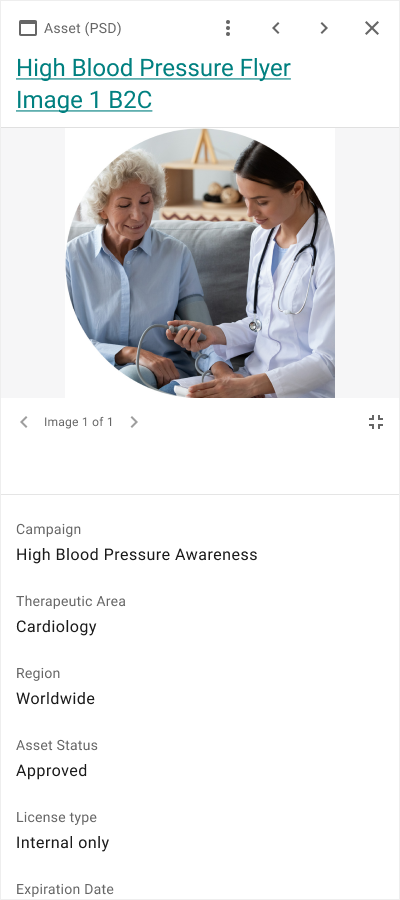 Asset (PSD)
High Blood Pressure Flyer
Image 1 B2C
Image 1 of 1
Campaign
High Blood Pressure Awareness
Therapeutic Area
Cardiology
Region
Worldwide
Asset Status
Approved
License type
Internal only
Expiration Date